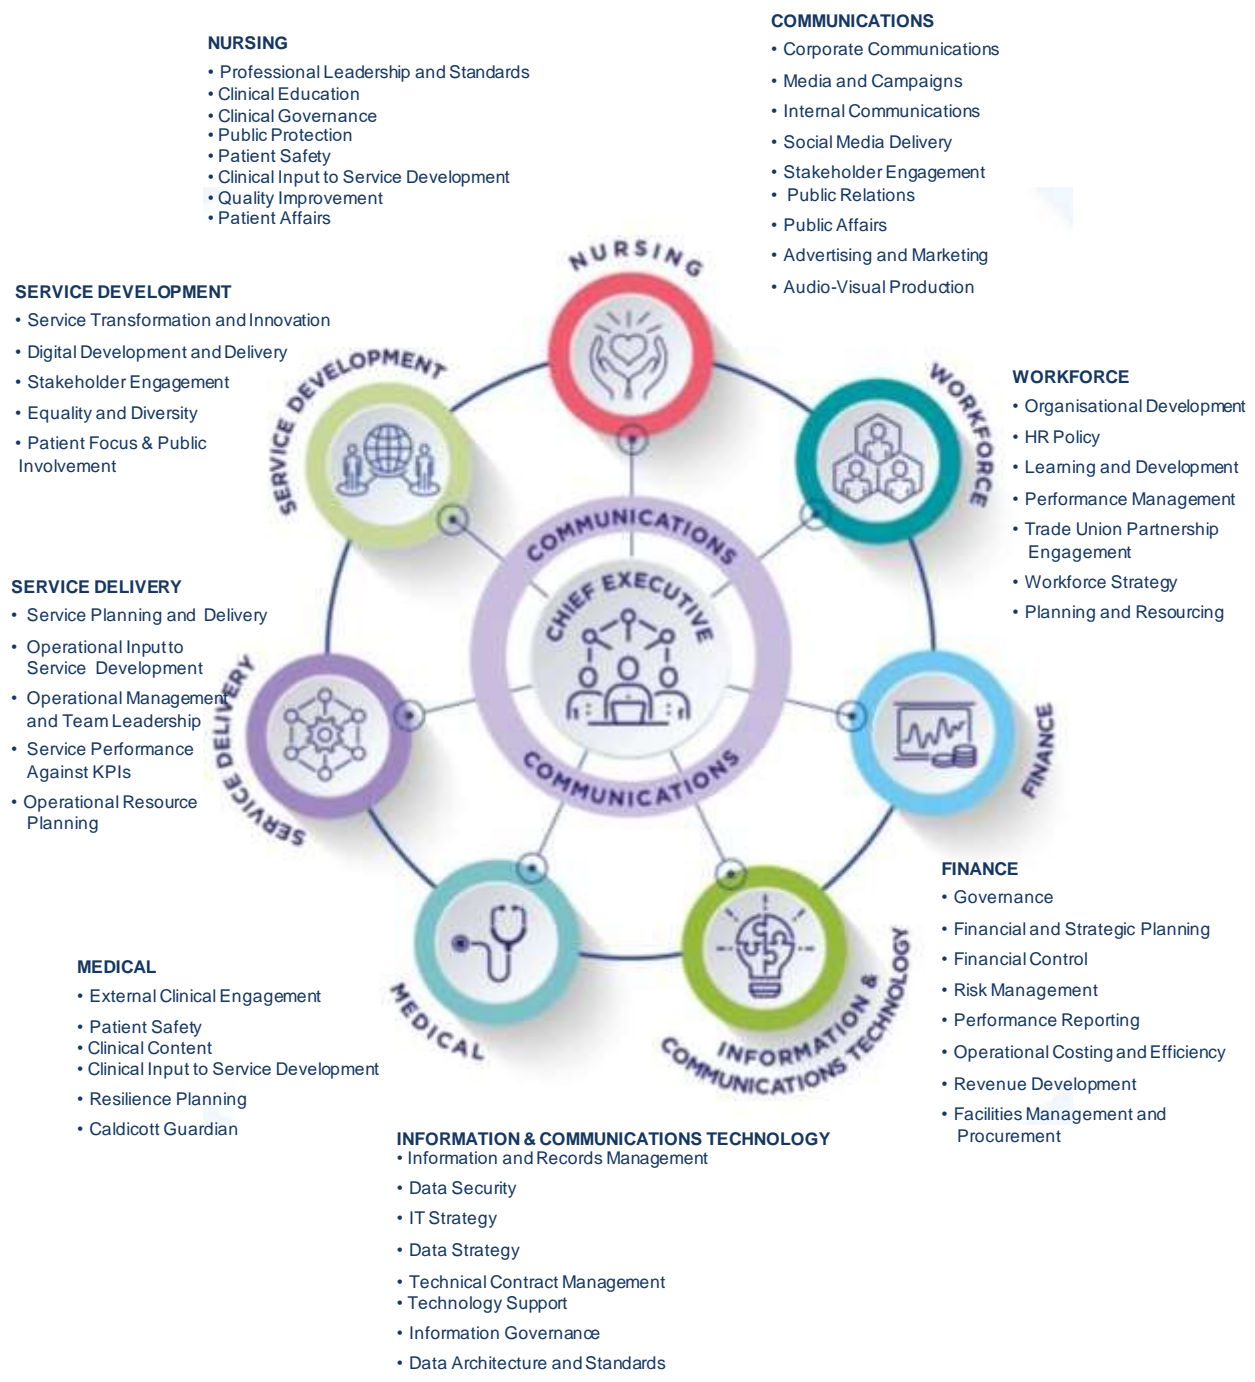 NURSING
• Professional Leadership and Standards
• Clinical Education
• Clinical Governance
• Public Protection
• Patient Safety
• Clinical Input to Service Development
• Quality Improvement
• Patient Affairs
COMMUNICATIONS
• Corporate Communications
• Media and Campaigns
• Internal Communications
• Social Media Delivery
• Stakeholder Engagement
• Public Relations
• Public Affairs
• Advertising and Marketing
• Audio-Visual Production
SERVICE DEVELOPMENT
• Service Transformation and Innovation
• Digital Development and Delivery
• Stakeholder Engagement
• Equality and Diversity
• Patient Focus & Public
Involvement
WORKFORCE
• Organisational Development
• HR Policy
• Learning and Development
• Performance Management
• Trade Union Partnership
Engagement
• Workforce Strategy
• Planning and Resourcing
SERVICE DELIVERY
• Service Planning and Delivery
• Operational Input to
Service Development
• Operational Management
and Team Leadership
• Service Performance
Against KPIs
• Operational Resource
Planning
NURSING
WORKFORCE
FINANCE
INFORMATION &
COMMUNICATIONS TECHNOLOGY
MEDICAL
SERVICE DELIVERY
SERVICE DEVELOPMENT
COMMUNICATIONS
CHIEF EXECUTIVE
COMMUNICATIONS
FINANCE
• Governance
• Financial and Strategic Planning
• Financial Control
• Risk Management
• Performance Reporting
• Operational Costing and Efficiency
• Revenue Development
• Facilities Management and
Procurement
MEDICAL
• External Clinical Engagement
• Patient Safety
• Clinical Content
• Clinical Input to Service Development
• Resilience Planning
• Caldicott Guardian
INFORMATION & COMMUNICATIONS TECHNOLOGY
• Information and Records Management
• Data Security
• IT Strategy
• Data Strategy
• Technical Contract Management
• Technology Support
• Information Governance
• Data Architecture and Standards